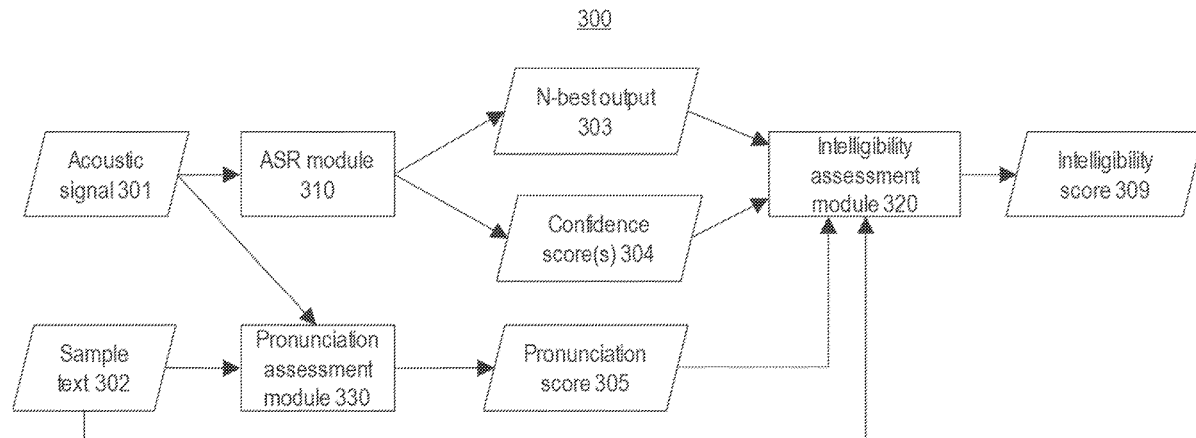 300
N-best output
303
Acoustic
signal 301
ASR module
310
Intelligibility
assessment
module 320
Intelligibility
score 309
Confidence
score(s) 304
Sample
text 302
Pronunciation
assessment
module 330
Pronunciation
score 305